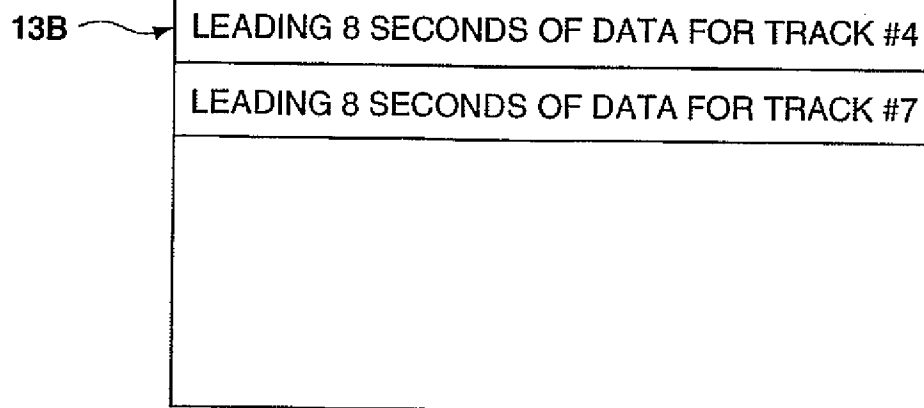 13B
LEADING 8 SECONDS OF DATA FOR TRACK #4
LEADING 8 SECONDS OF DATA FOR TRACK #7